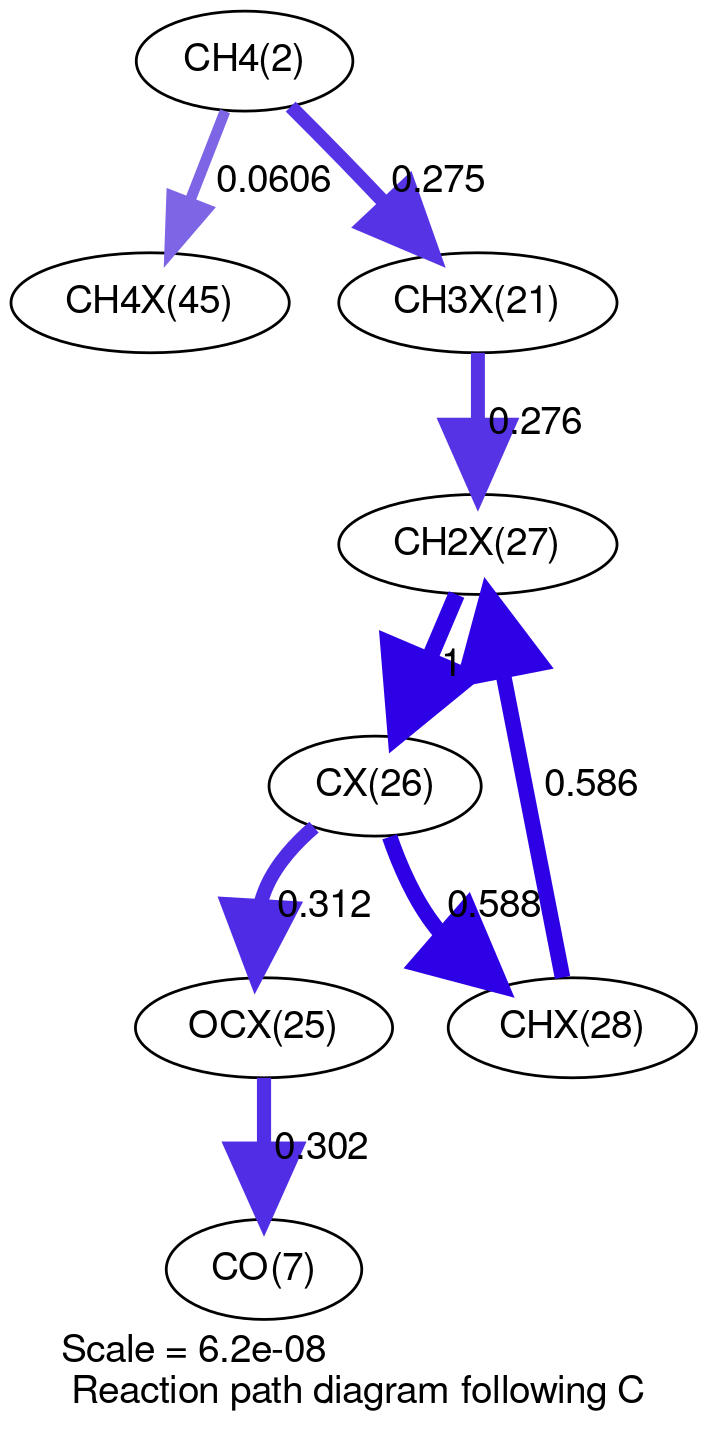 CH4(2)
0.0606
0.275
CH4X(45)
CH3X(21)
0.276
CH2X(27)
1
CX(26)
0.586
0.312
0.588
OCX(25)
CHX(28)
0.302
CO(7)
Scale = 6.2e-08
Reaction path diagram following C